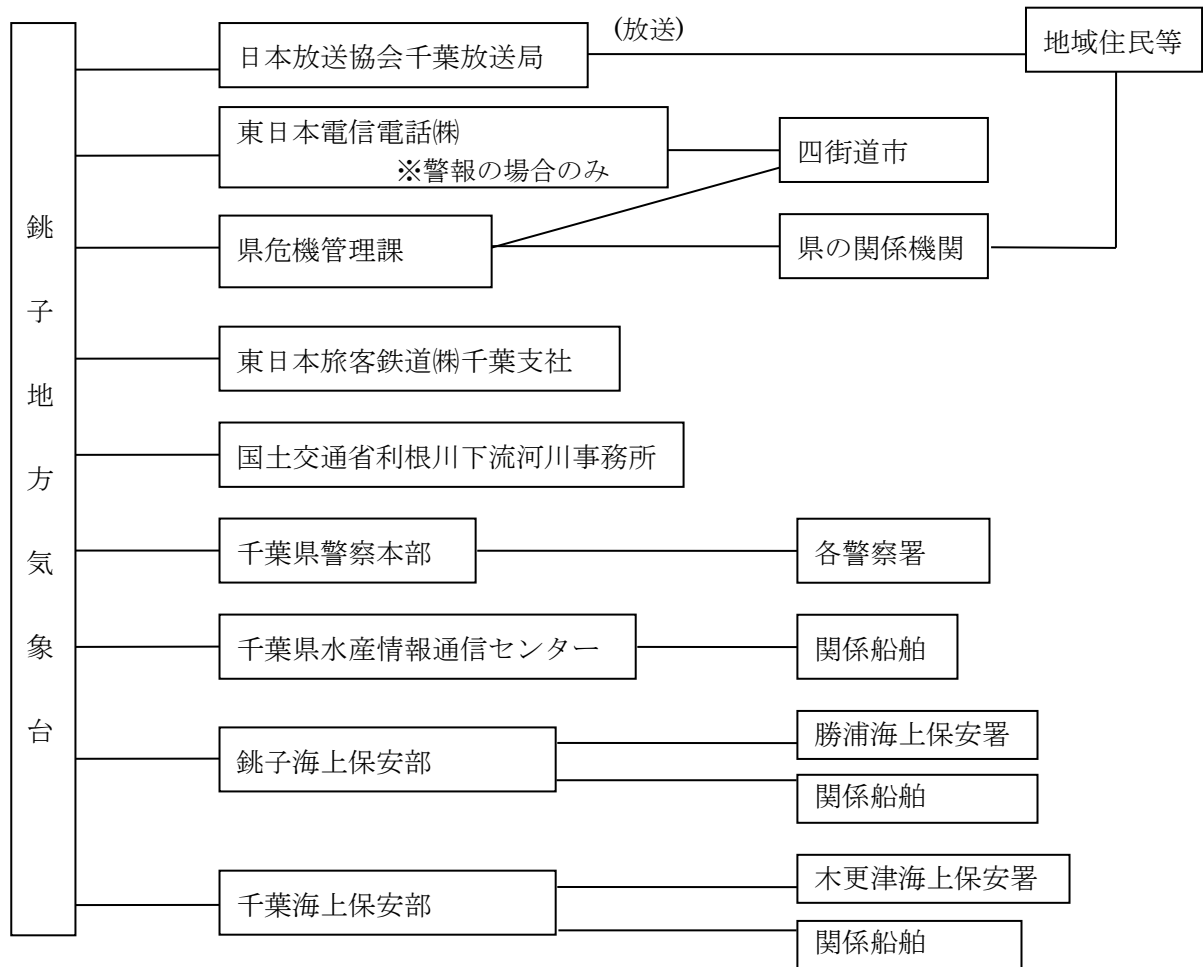 銚子地方気象台
日本放送協会千葉放送局
(放送)
地域住民等
東日本電信電話㈱
※警報の場合のみ
四街道市
県危機管理課
県の関係機関
東日本旅客鉄道㈱千葉支社
国土交通省利根川下流河川事務所
千葉県警察本部
各警察署
千葉県水産情報通信センター
関係船舶
銚子海上保安部
勝浦海上保安署
関係船舶
千葉海上保安部
木更津海上保安署
関係船舶